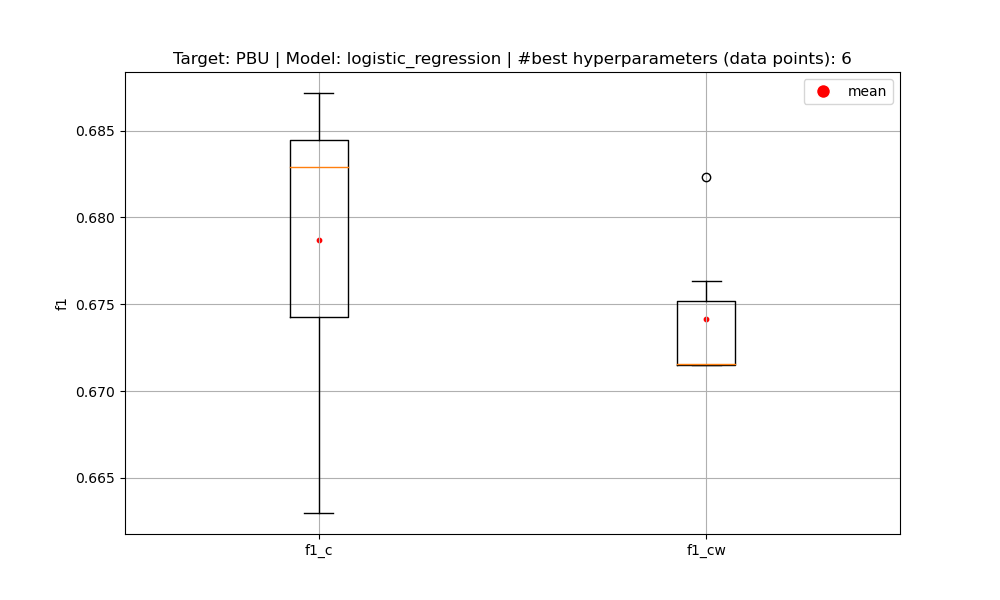 Target: PBU | Model: logistic_regression | #best hyperparameters (data points): 6
mean
f1
0.685
0.680
0.675
0.670
0.665
f1_c
f1_cw